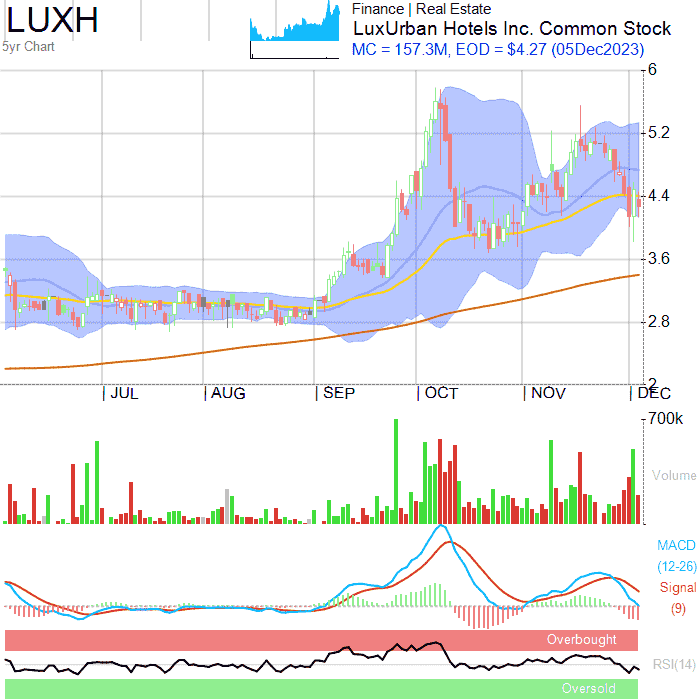 LUXH
5yr Chart
Finance | Real Estate
LuxUrban Hotels Inc. Common Stock
MC = 157.3M, EOD = $4.27 (05Dec2023)
6
5.2
4.4
3.6
2.8
2
JUL AUG SEP OCT NOV DEC
700k
Volume
MACD
(12-26)
Signal
(9)
Overbought
RSI(14)
Oversold